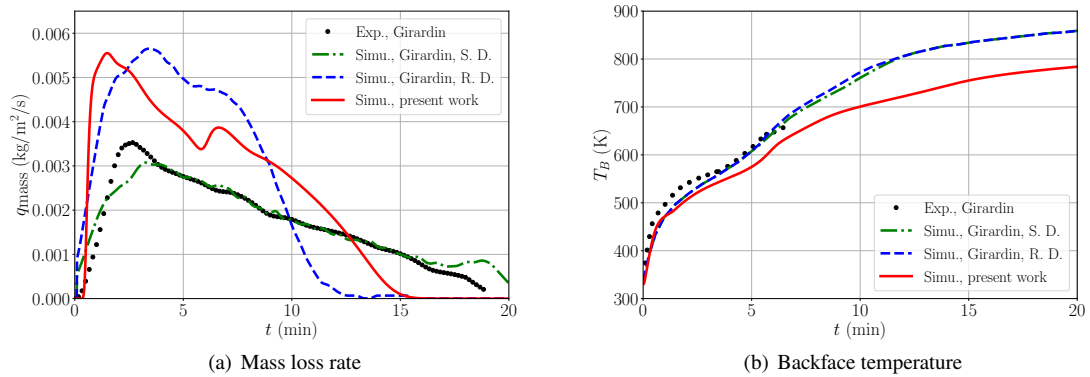 0.006
0.005
0.004
0.003
0.002
0.001
0.000
q_mass (kg/m²/s)
Exp., Girardin
Simu., Girardin, S. D.
Simu., Girardin, R. D.
Simu., present work
0 5 10 15 20
t (min)
(a) Mass loss rate
900
800
700
600
500
400
300
T_B (K)
Exp., Girardin
Simu., Girardin, S. D.
Simu., Girardin, R. D.
Simu., present work
0 5 10 15 20
t (min)
(b) Backface temperature